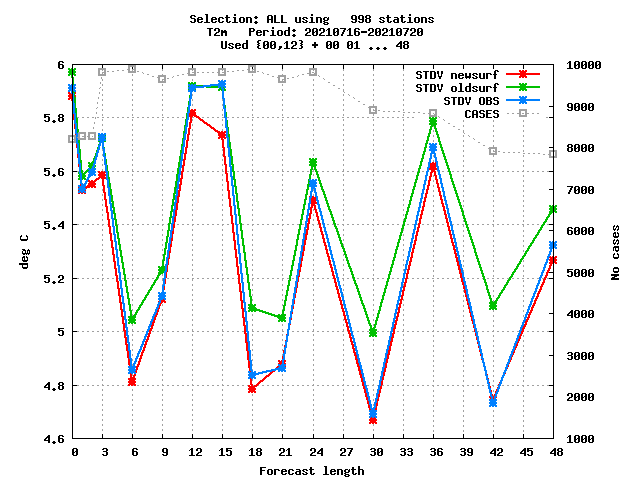 Selection: ALL using   998 stations
T2m   Period: 20210716-20210720
Used {00,12} + 00 01 ... 48
STDV newsurf
STDV oldsurf
STDV OBS
CASES
6
5.8
5.6
5.4
5.2
5
4.8
4.6
deg C
10000
9000
8000
7000
6000
5000
4000
3000
2000
1000
No cases
0 3 6 9 12 15 18 21 24 27 30 33 36 39 42 45 48
Forecast length